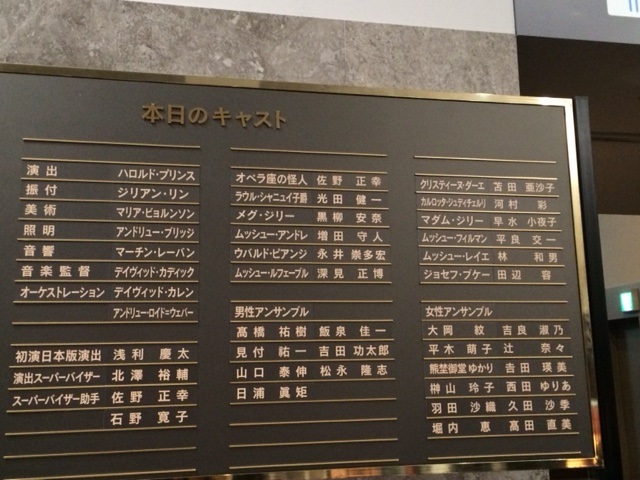 本日のキャスト
演出 ハロルド・プリンス
振付 ジリアン・リン
美術 マリア・ビョルンソン
照明 アンドリュー・ブリッジ
音響 マーチン・レーバン
音楽監督 デイヴィッド・カディック
オーケストレーション デイヴィッド・カレン
アンドリュー・ロイド=ウェバー
初演日本版演出 浅利 慶太
演出スーパーバイザー 北澤 裕輔
スーパーバイザー助手 佐野 正幸
石野 寛子
オペラ座の怪人 佐野 正幸
ラウル・シャニュイ子爵 光田 健一
メグ・ジリー 黒柳 安奈
ムッシュー・アンドレ 増田 守人
ウバルド・ピアンジ 永井 崇多宏
ムッシュー・ルフェーブル 深見 正博
男性アンサンブル
高橋 祐樹 飯泉 佳一
見付 祐一 吉田 功太郎
山口 泰伸 松永 隆志
日浦 眞矩
クリスティーヌ・ダーエ 苫田 亜沙子
カルロッタ・ジュディチェルリ 河村 彩
マダム・ジリー 早水 小夜子
ムッシュー・フィルマン 平良 交一
ムッシュー・レイエ 林 和男
ジョセフ・ブケー 田辺 容
女性アンサンブル
大岡 紋 吉良 淑乃
平木 萌子 辻 奈々
熊埜御堂 ゆかり 吉田 瑛美
榊山 玲子 西田 ゆりあ
羽田 沙織 久田 沙季
堀内 恵 高田 直美